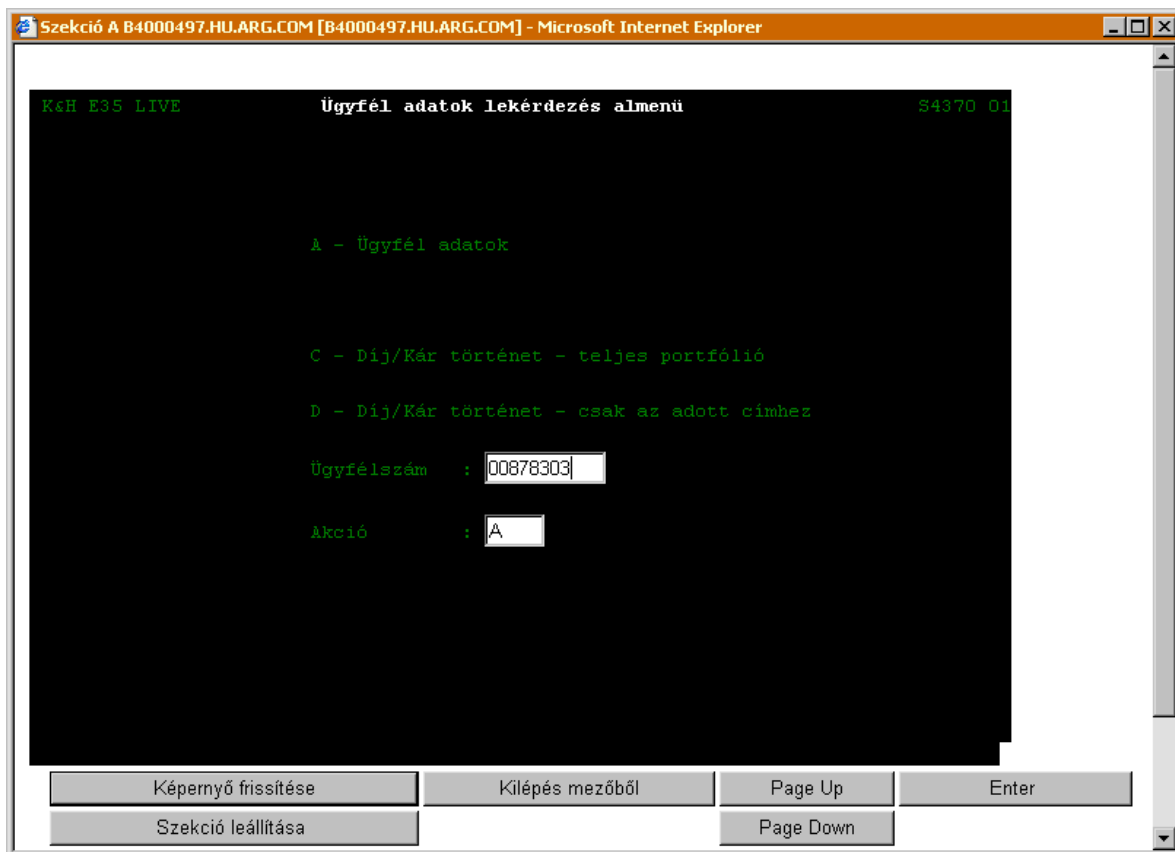 Szekció A B4000497.HU.ARG.COM [B4000497.HU.ARG.COM] - Microsoft Internet Explorer
K&H E35 LIVE Ügyfél adatok lekérdezés almenü S4370 01
A - Ügyfél adatok
C - Díj/Kár történet - teljes portfólió
D - Díj/Kár történet - csak az adott címhez
Ügyfélszám : 00878303
Akció : A
Képernyő frissítése Kilépés mezőből Page Up Enter
Szekció leállítása Page Down